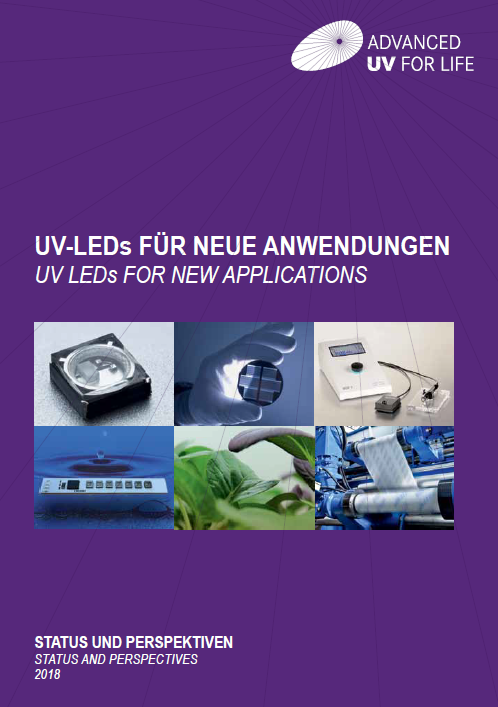 ADVANCED
UV FOR LIFE
UV-LEDs FÜR NEUE ANWENDUNGEN
UV LEDs FOR NEW APPLICATIONS
STATUS UND PERSPEKTIVEN
STATUS AND PERSPECTIVES
2018